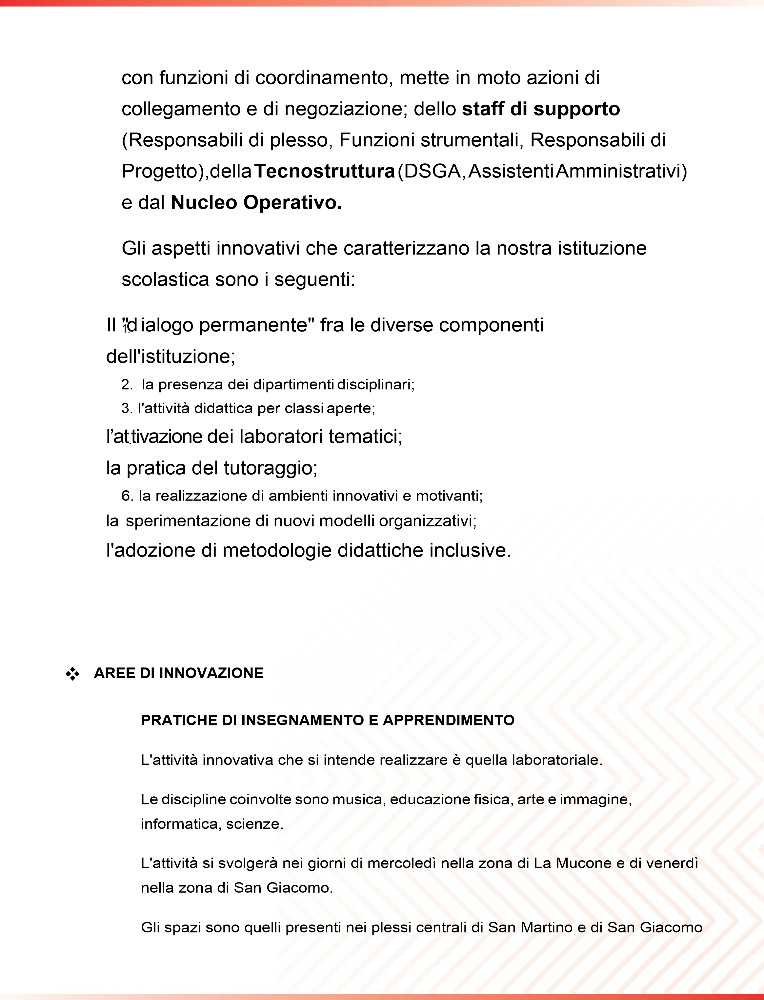 con funzioni di coordinamento, mette in moto azioni di
collegamento e di negoziazione; dello staff di supporto
(Responsabili di plesso, Funzioni strumentali, Responsabili di
Progetto),della Tecnostruttura (DSGA, Assistenti Amministrativi)
e dal Nucleo Operativo.
Gli aspetti innovativi che caratterizzano la nostra istituzione
scolastica sono i seguenti:
1. Il "dialogo permanente" fra le diverse componenti
dell'istituzione;
2. la presenza dei dipartimenti disciplinari;
3. l'attività didattica per classi aperte;
l’attivazione dei laboratori tematici;
la pratica del tutoraggio;
6. la realizzazione di ambienti innovativi e motivanti;
la sperimentazione di nuovi modelli organizzativi;
l'adozione di metodologie didattiche inclusive.
❖ AREE DI INNOVAZIONE
PRATICHE DI INSEGNAMENTO E APPRENDIMENTO
L'attività innovativa che si intende realizzare è quella laboratoriale.
Le discipline coinvolte sono musica, educazione fisica, arte e immagine,
informatica, scienze.
L'attività si svolgerà nei giorni di mercoledì nella zona di La Mucone e di venerdì
nella zona di San Giacomo.
Gli spazi sono quelli presenti nei plessi centrali di San Martino e di San Giacomo